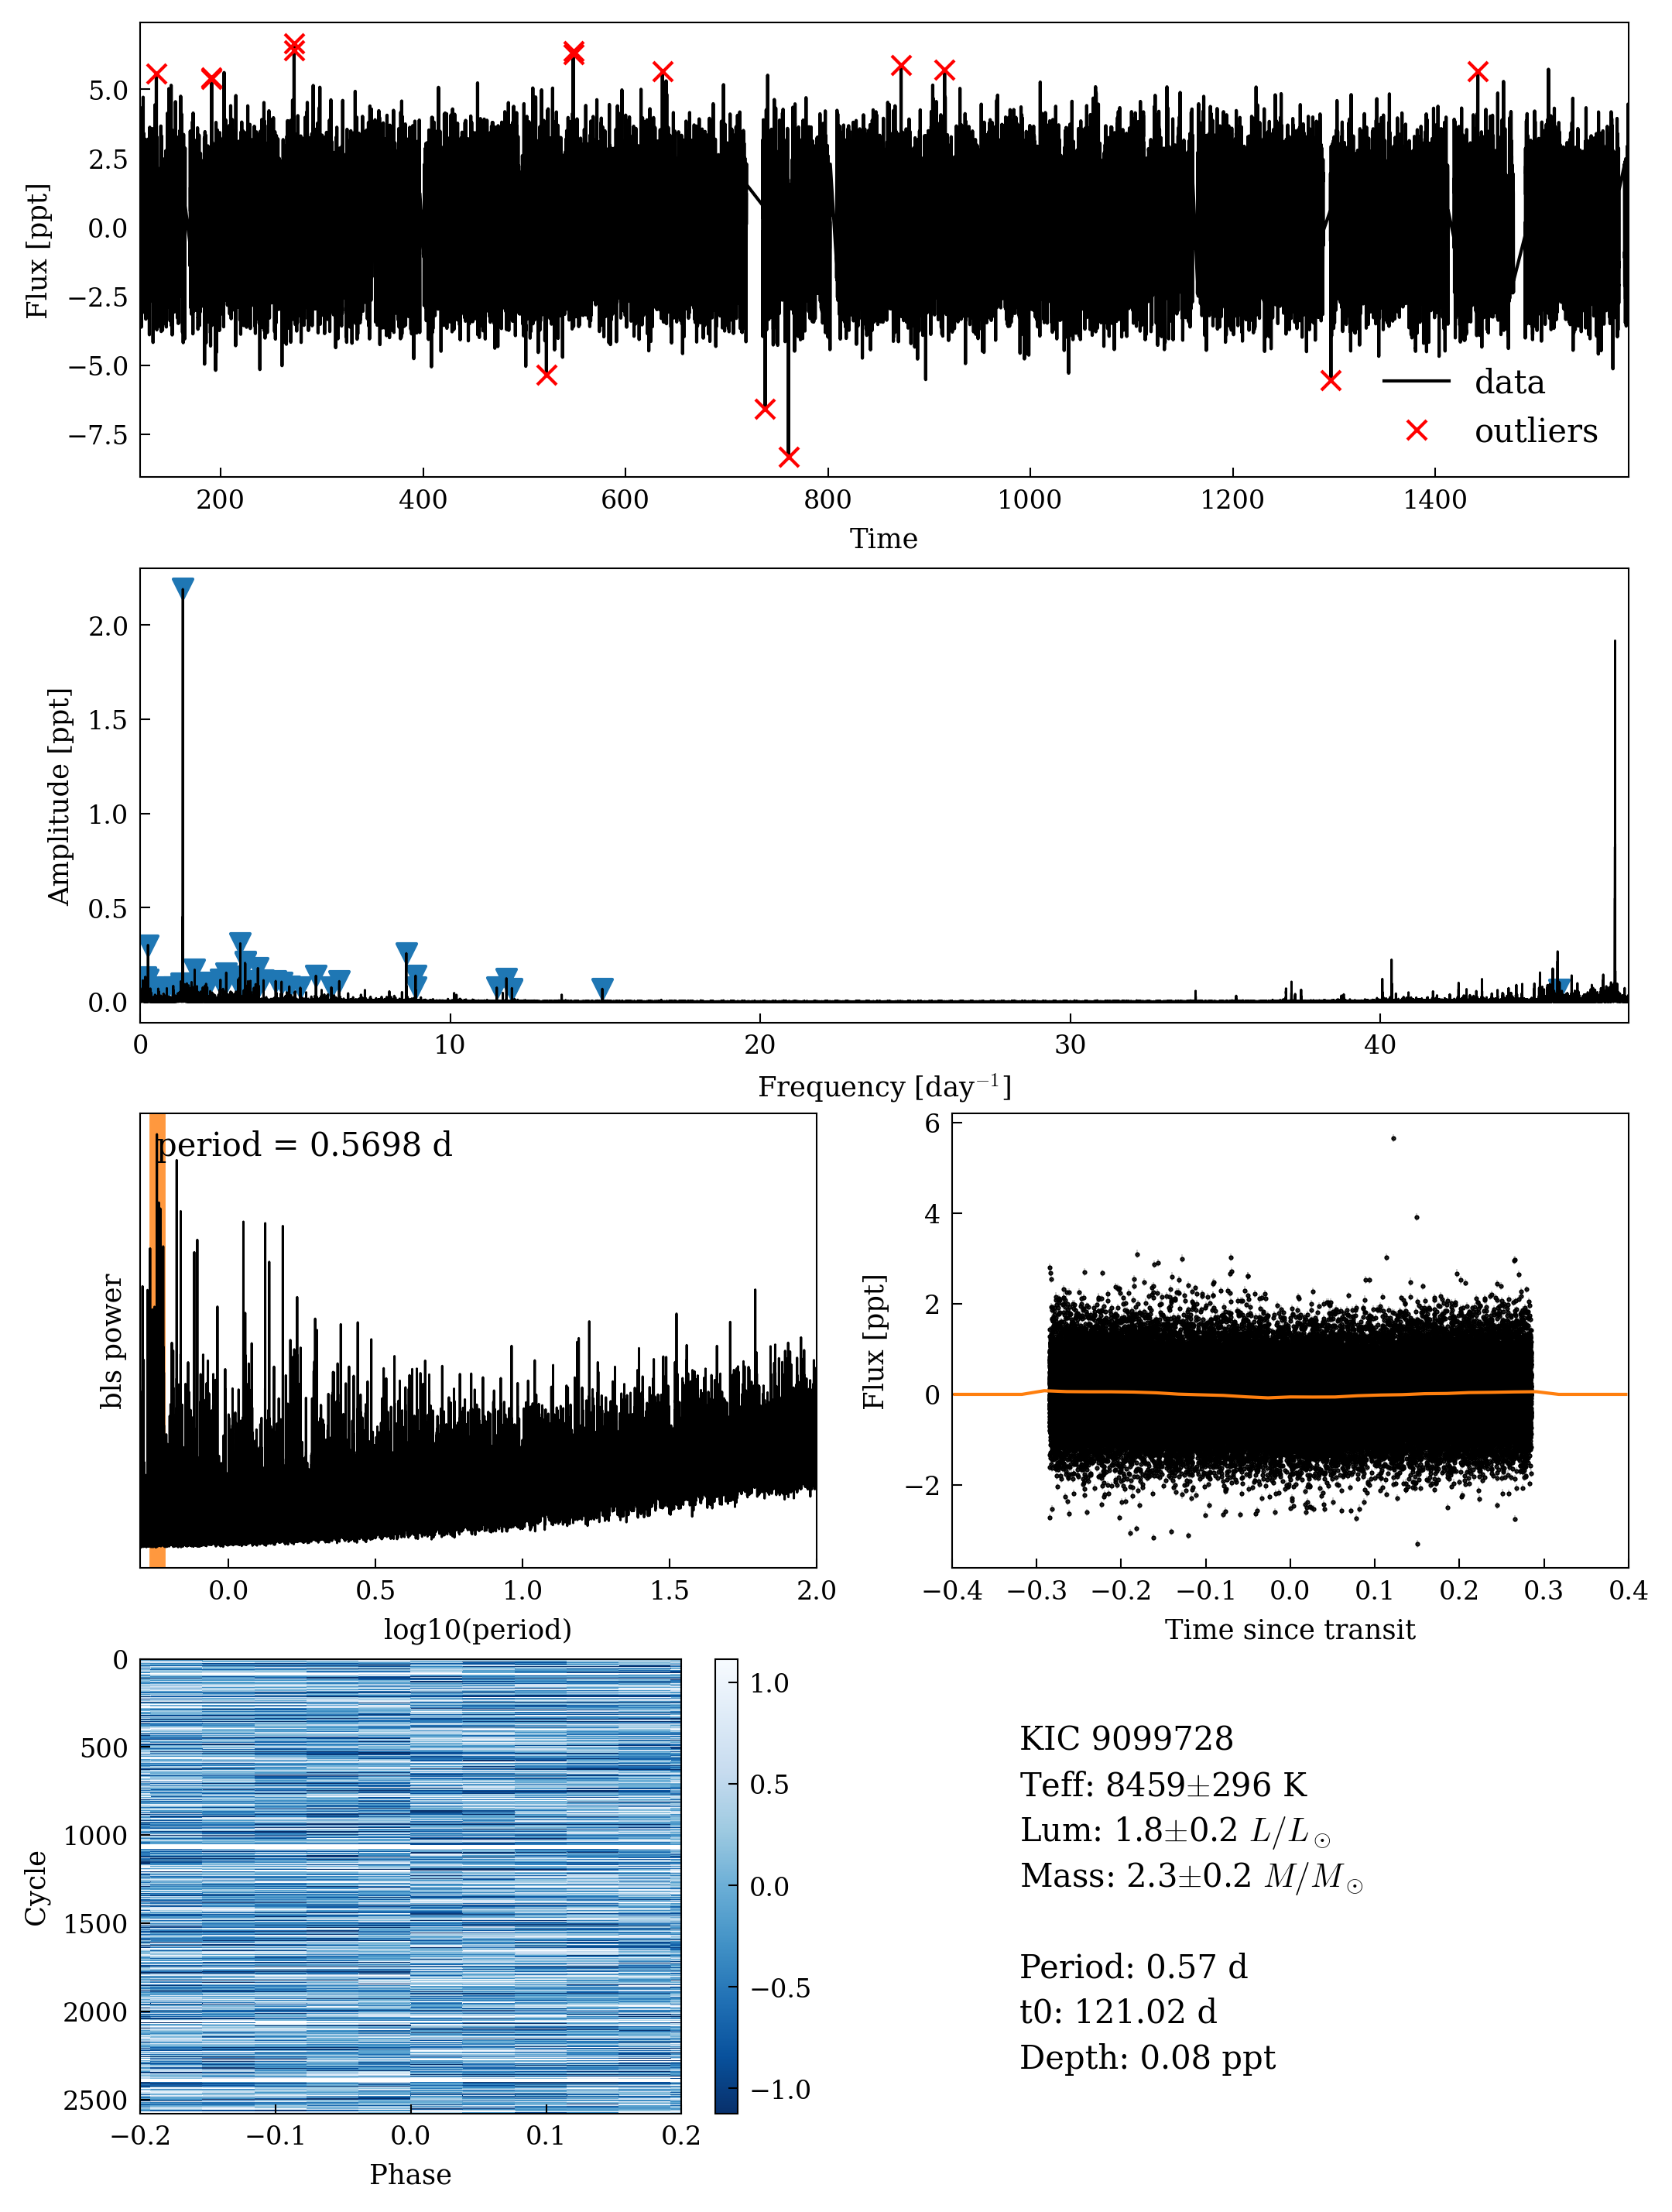 5.0
2.5
0.0
−2.5
−5.0
−7.5
Flux [ppt]
data
outliers
200 400 600 800 1000 1200 1400
Time
2.0
1.5
1.0
0.5
0.0
Amplitude [ppt]
0 10 20 30 40
Frequency [day⁻¹]
period = 0.5698 d
bls power
0.0 0.5 1.0 1.5 2.0
log10(period)
6
4
2
0
−2
Flux [ppt]
−0.4 −0.3 −0.2 −0.1 0.0 0.1 0.2 0.3 0.4
Time since transit
0
500
1000
1500
2000
2500
Cycle
−0.2 −0.1 0.0 0.1 0.2
Phase
1.0
0.5
0.0
−0.5
−1.0
KIC 9099728
Teff: 8459±296 K
Lum: 1.8±0.2 L/L⊙
Mass: 2.3±0.2 M/M⊙
Period: 0.57 d
t0: 121.02 d
Depth: 0.08 ppt